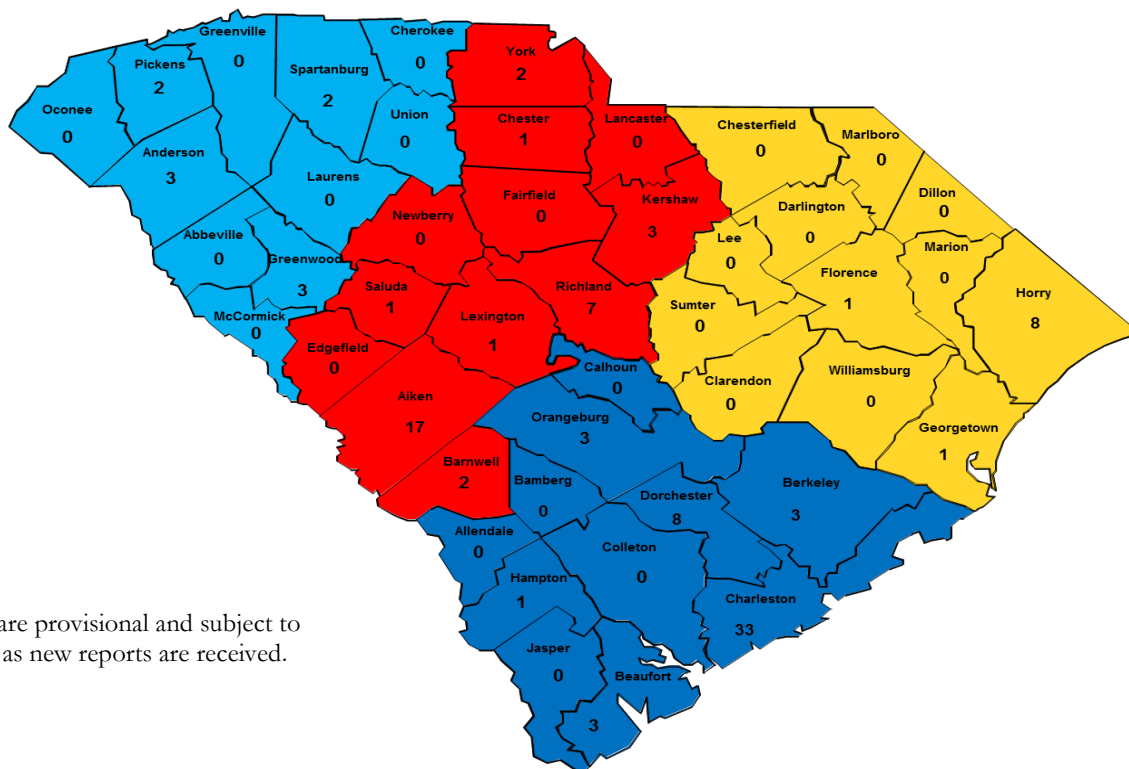 Greenville
0
Cherokee
0
York
2
Pickens
2
Spartanburg
2
Oconee
0
Union
0
Chester
1
Lancaster
0
Chesterfield
0
Marlboro
0
Anderson
3
Laurens
0
Fairfield
0
Kershaw
3
Darlington
0
Dillon
0
Newberry
0
Abbeville
0
Greenwood
3
Lee
0
Marion
0
Florence
1
Saluda
1
Richland
7
Horry
8
McCormick
0
Lexington
1
Sumter
0
Edgefield
0
Calhoun
0
Clarendon
0
Williamsburg
0
Aiken
17
Orangeburg
3
Georgetown
1
Barnwell
2
Bamberg
0
Dorchester
8
Berkeley
3
Allendale
0
Colleton
0
Hampton
1
Charleston
33
are provisional and subject to
as new reports are received.
Jasper
0
Beaufort
3